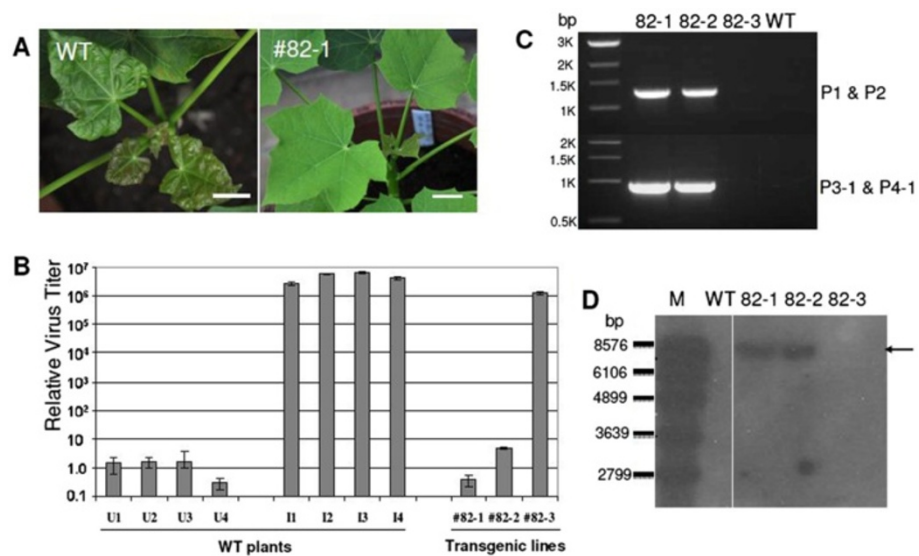 A
WT
#82-1
B
Relative Virus Titer
10⁷
10⁶
10⁵
10⁴
10³
10²
10
1.0
0.1
U1 U2 U3 U4 I1 I2 I3 I4 #82-1 #82-2 #82-3
WT plants Transgenic lines
C
bp 82-1 82-2 82-3 WT
3K
2K
1.5K
1K
P1 & P2
2K
1.5K
1K
0.5K
P3-1 & P4-1
D
M WT 82-1 82-2 82-3
bp
8576
6106
4899
3639
2799